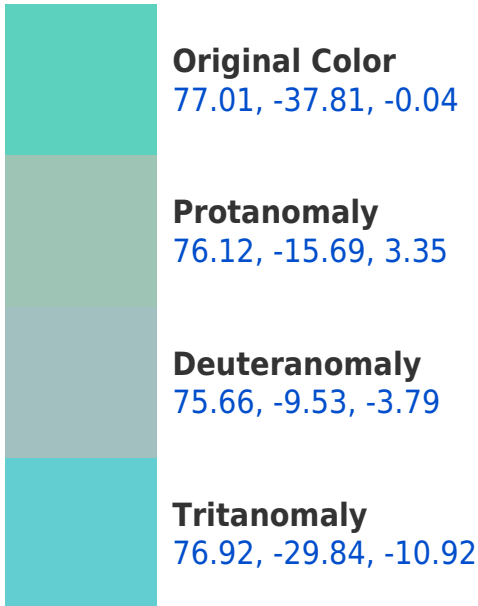 Original Color
77.01, -37.81, -0.04
Protanomaly
76.12, -15.69, 3.35
Deuteranomaly
75.66, -9.53, -3.79
Tritanomaly
76.92, -29.84, -10.92